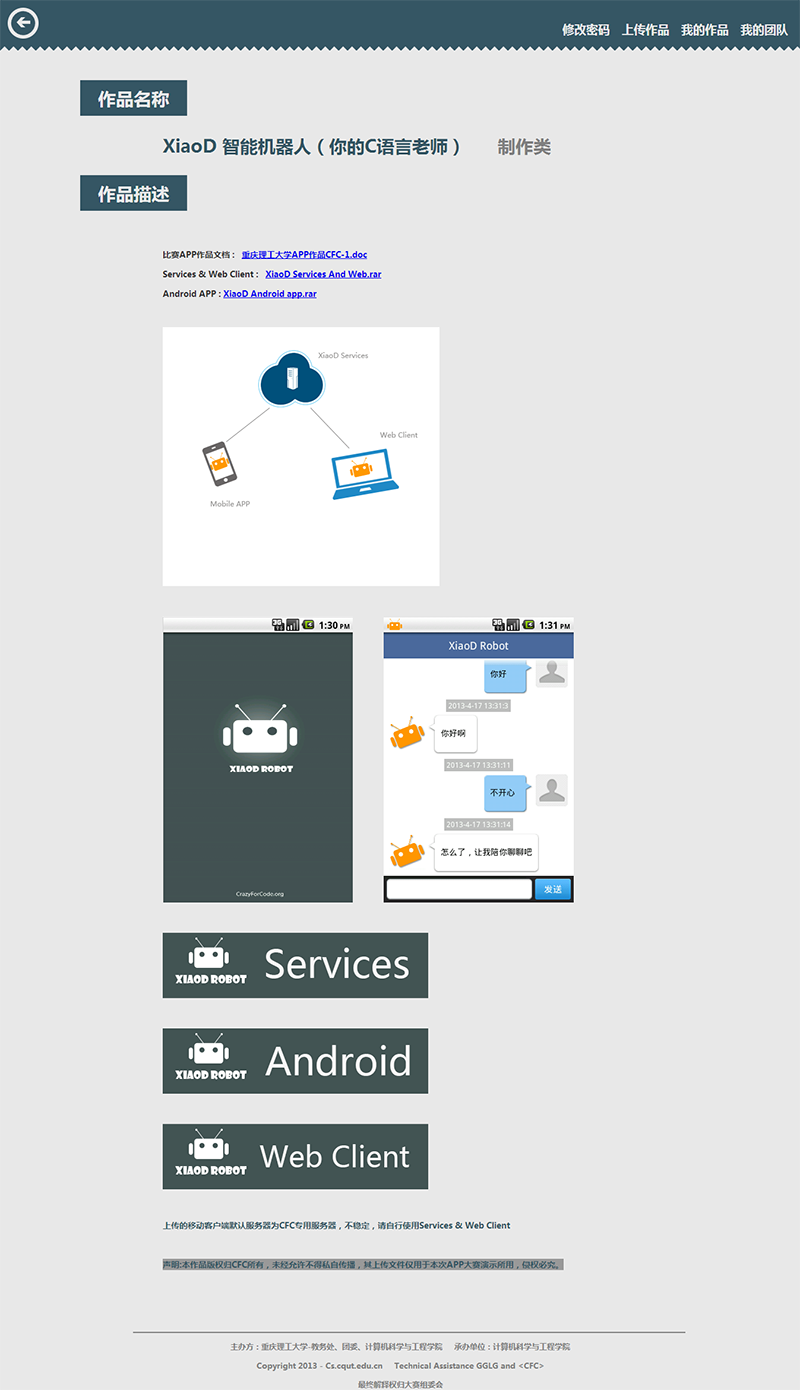 修改密码 上传作品 我的作品 我的团队
作品名称
XiaoD 智能机器人（你的C语言老师） 制作类
作品描述
比赛APP作品文档： 重庆理工大学APP作品CFC-1.doc
Services & Web Client： XiaoD Services And Web.rar
Android APP : XiaoD Android app.rar
XiaoD Services
Web Client
Mobile APP
1:30 PM
XIAOD ROBOT
CrazyForCode.org
1:31 PM
XiaoD Robot
你好
2013-4-17 13:31:3
你好啊
2013-4-17 13:31:11
不开心
2013-4-17 13:31:14
怎么了，让我陪你聊聊吧
发送
XIAOD ROBOT Services
XIAOD ROBOT Android
XIAOD ROBOT Web Client
上传的移动客户端默认服务器为CFC专用服务器，不稳定，请自行使用Services & Web Client
声明:本作品版权归CFC所有，未经允许不得私自传播，其上传文件仅用于本次APP大赛演示所用，侵权必究。
主办方：重庆理工大学-教务处、团委、计算机科学与工程学院 承办单位：计算机科学与工程学院
Copyright 2013 - Cs.cqut.edu.cn Technical Assistance GGLG and <CFC>
最终解释权归大赛组委会